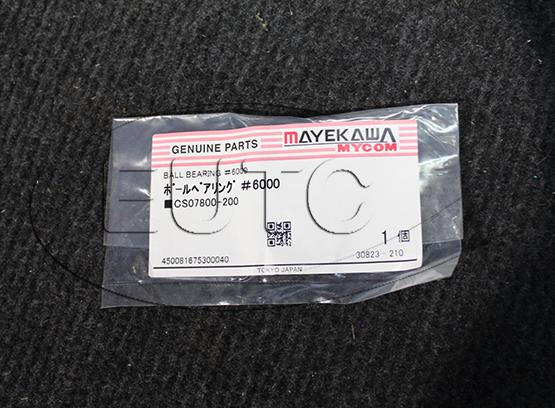 GENUINE PARTS
MAYEKAWA
MYCOM
BALL BEARING #6000
ボールベアリング #6000
■CS07800-200
EUTC
1個
450081675300040
30823-210
TOKYO JAPAN